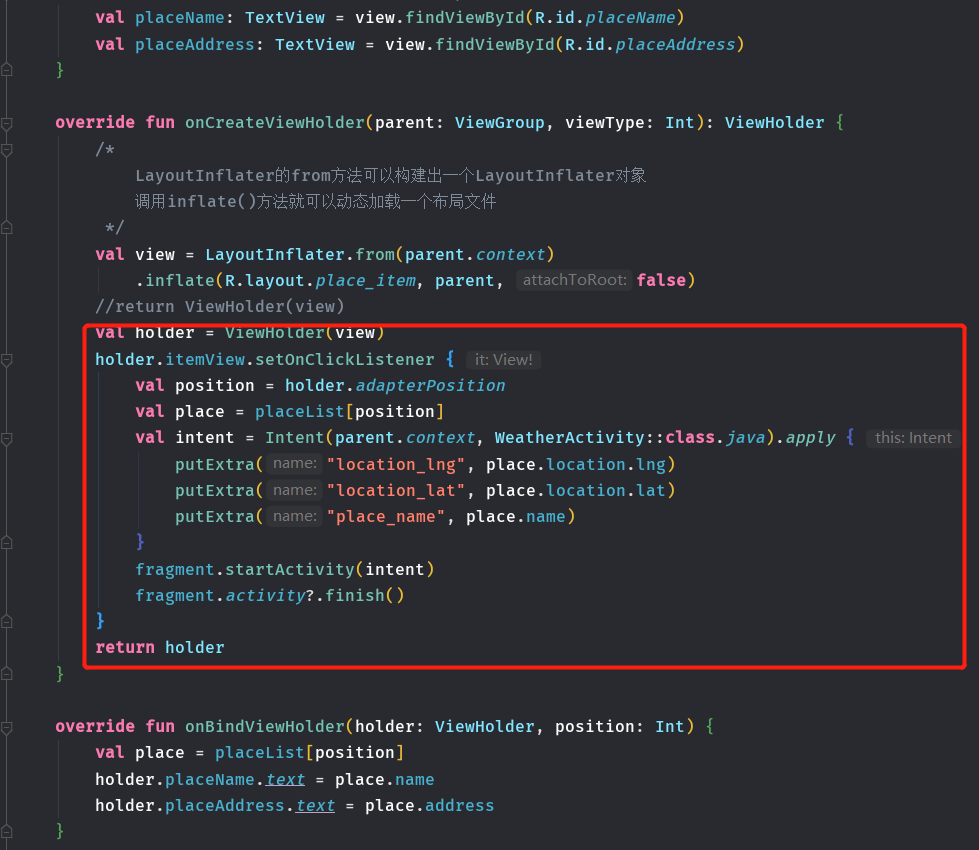 val placeName: TextView = view.findViewById(R.id.placeName)
val placeAddress: TextView = view.findViewById(R.id.placeAddress)
}
override fun onCreateViewHolder(parent: ViewGroup, viewType: Int): ViewHolder {
/*
LayoutInflater的from方法可以构建出一个LayoutInflater对象
调用inflate()方法就可以动态加载一个布局文件
*/
val view = LayoutInflater.from(parent.context)
.inflate(R.layout.place_item, parent, attachToRoot: false)
//return ViewHolder(view)
val holder = ViewHolder(view)
holder.itemView.setOnClickListener { it: View!
val position = holder.adapterPosition
val place = placeList[position]
val intent = Intent(parent.context, WeatherActivity::class.java).apply { this: Intent
putExtra( name: "location_lng", place.location.lng)
putExtra( name: "location_lat", place.location.lat)
putExtra( name: "place_name", place.name)
}
fragment.startActivity(intent)
fragment.activity?.finish()
}
return holder
}
override fun onBindViewHolder(holder: ViewHolder, position: Int) {
val place = placeList[position]
holder.placeName.text = place.name
holder.placeAddress.text = place.address
}